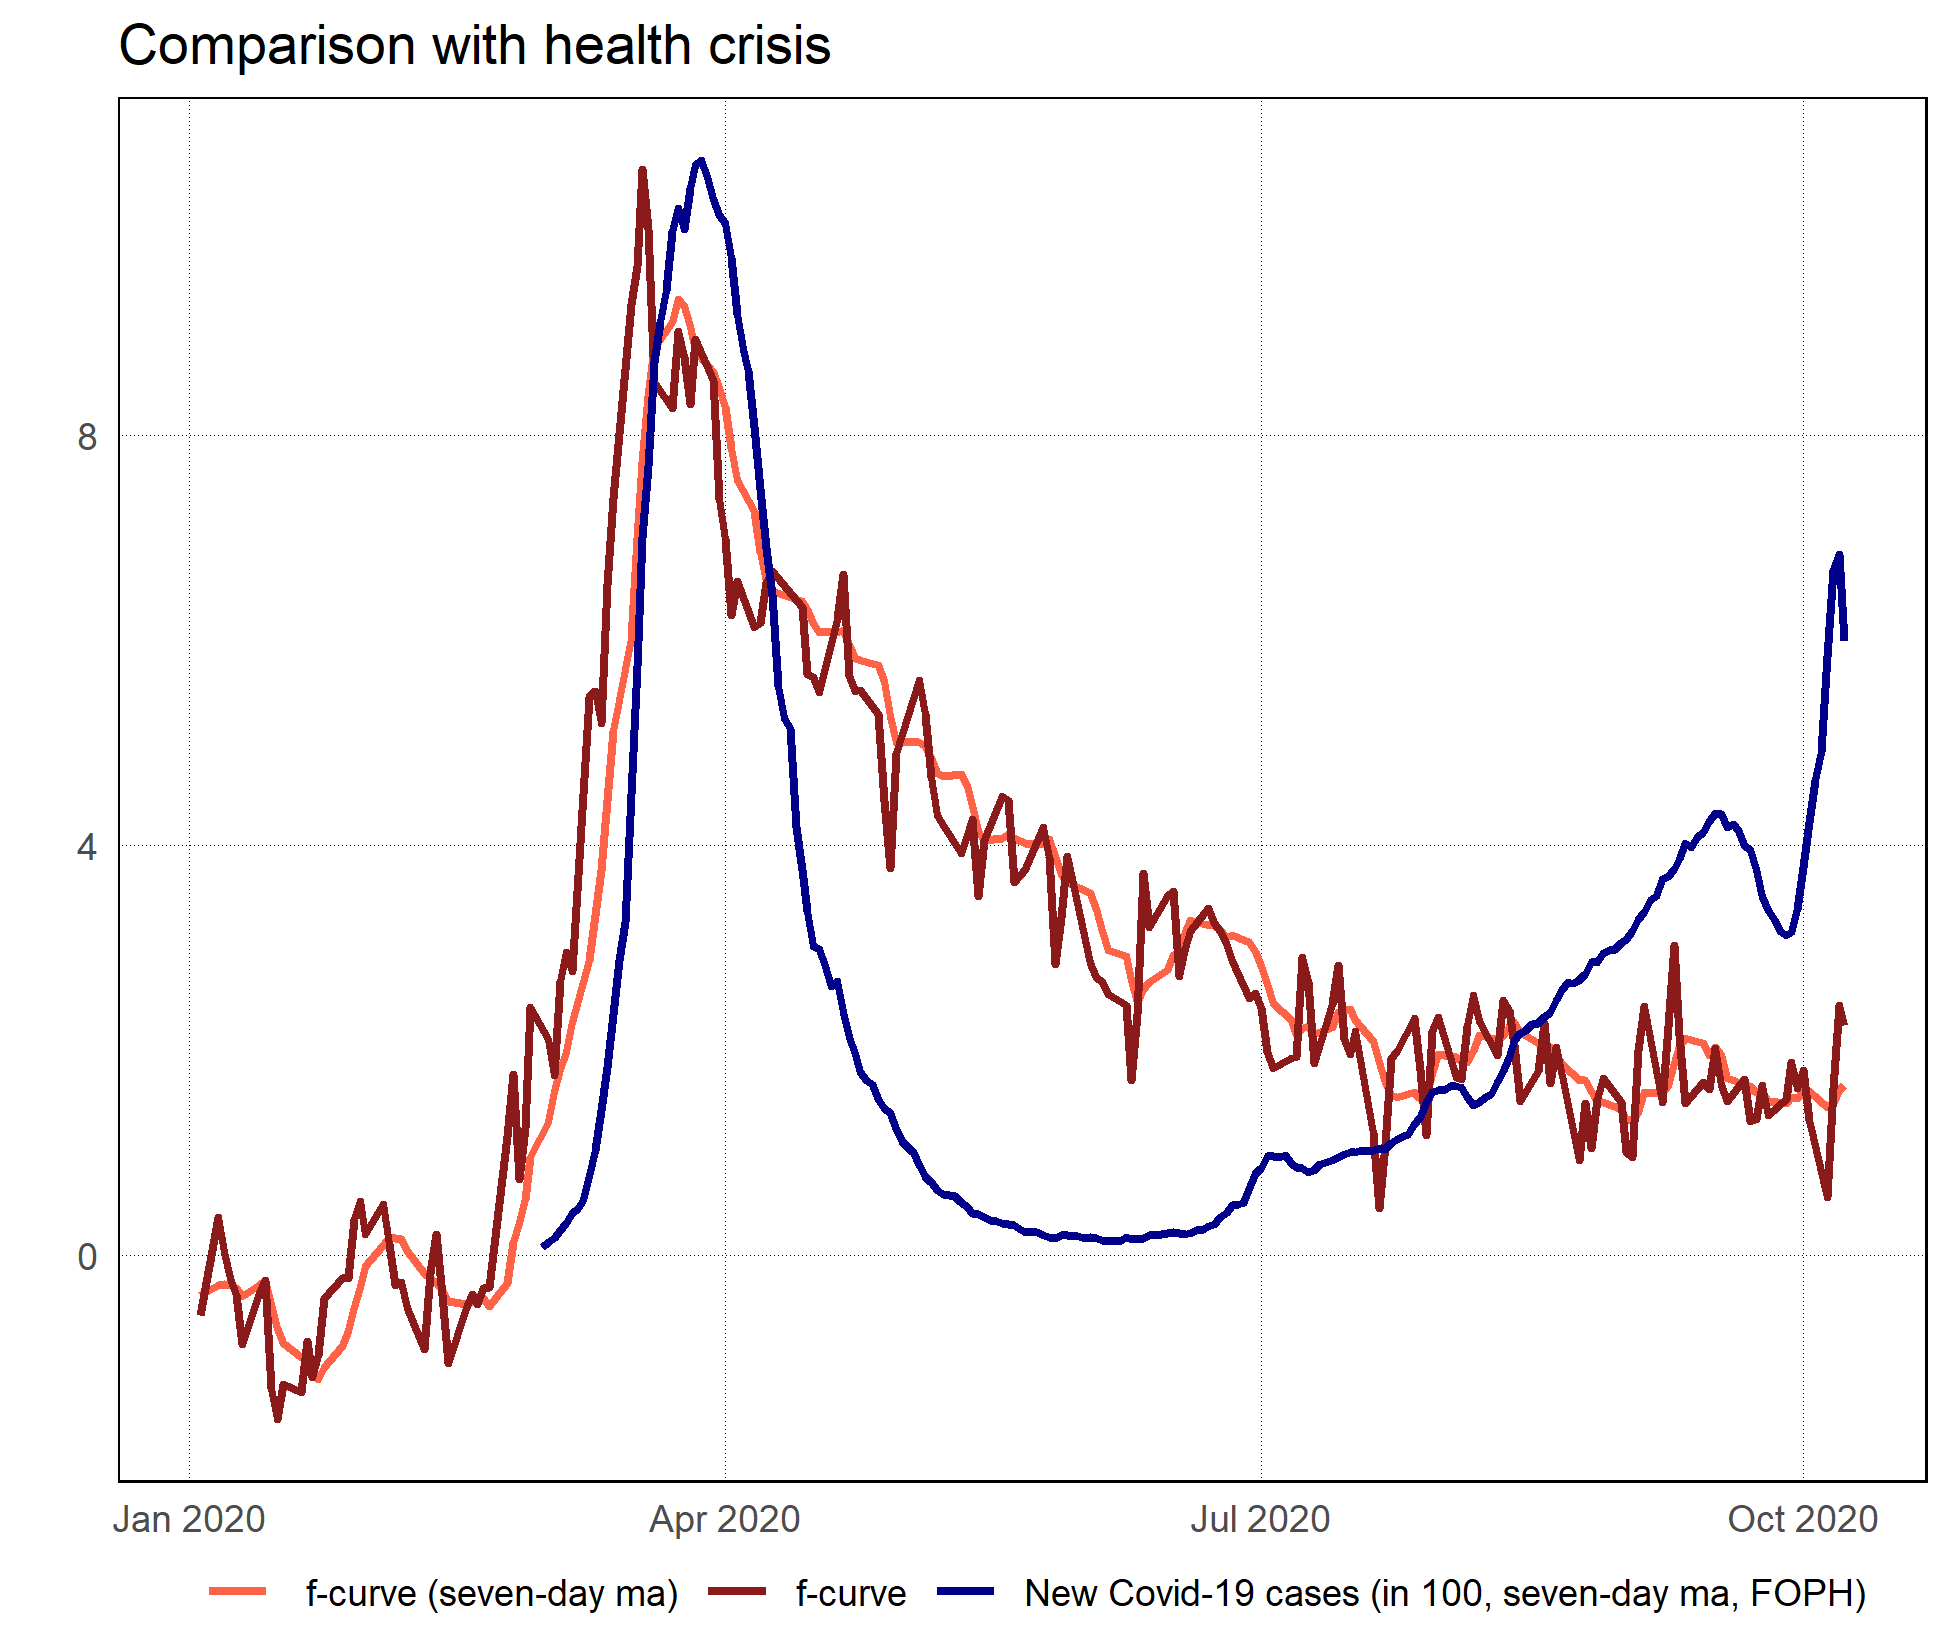 Comparison with health crisis
8
4
0
Jan 2020 Apr 2020 Jul 2020 Oct 2020
f-curve (seven-day ma) f-curve New Covid-19 cases (in 100, seven-day ma, FOPH)